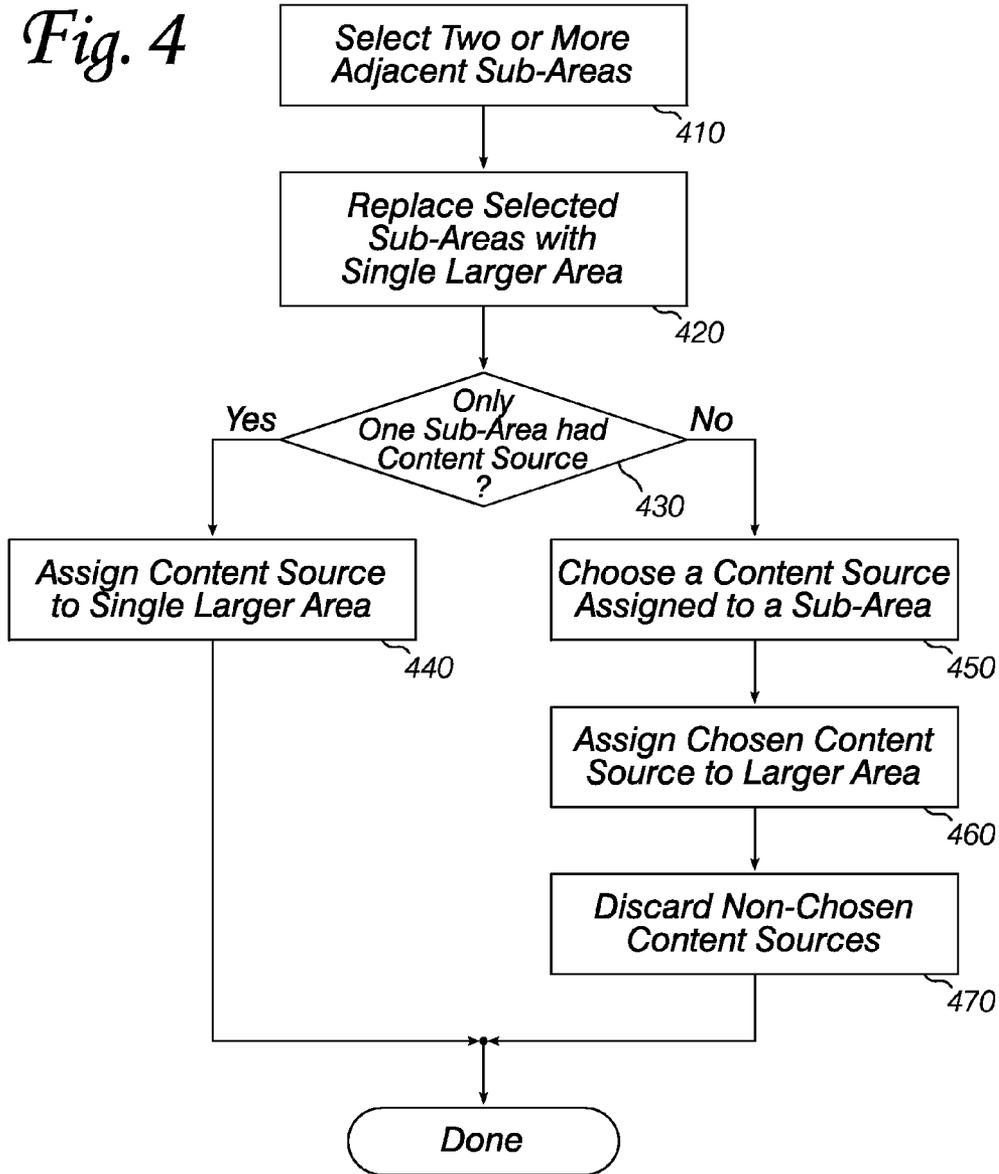 Fig. 4
Select Two or More
Adjacent Sub-Areas
410
Replace Selected
Sub-Areas with
Single Larger Area
420
Only
One Sub-Area had
Content Source
?
430
Yes
No
Assign Content Source
to Single Larger Area
440
Choose a Content Source
Assigned to a Sub-Area
450
Assign Chosen Content
Source to Larger Area
460
Discard Non-Chosen
Content Sources
470
Done